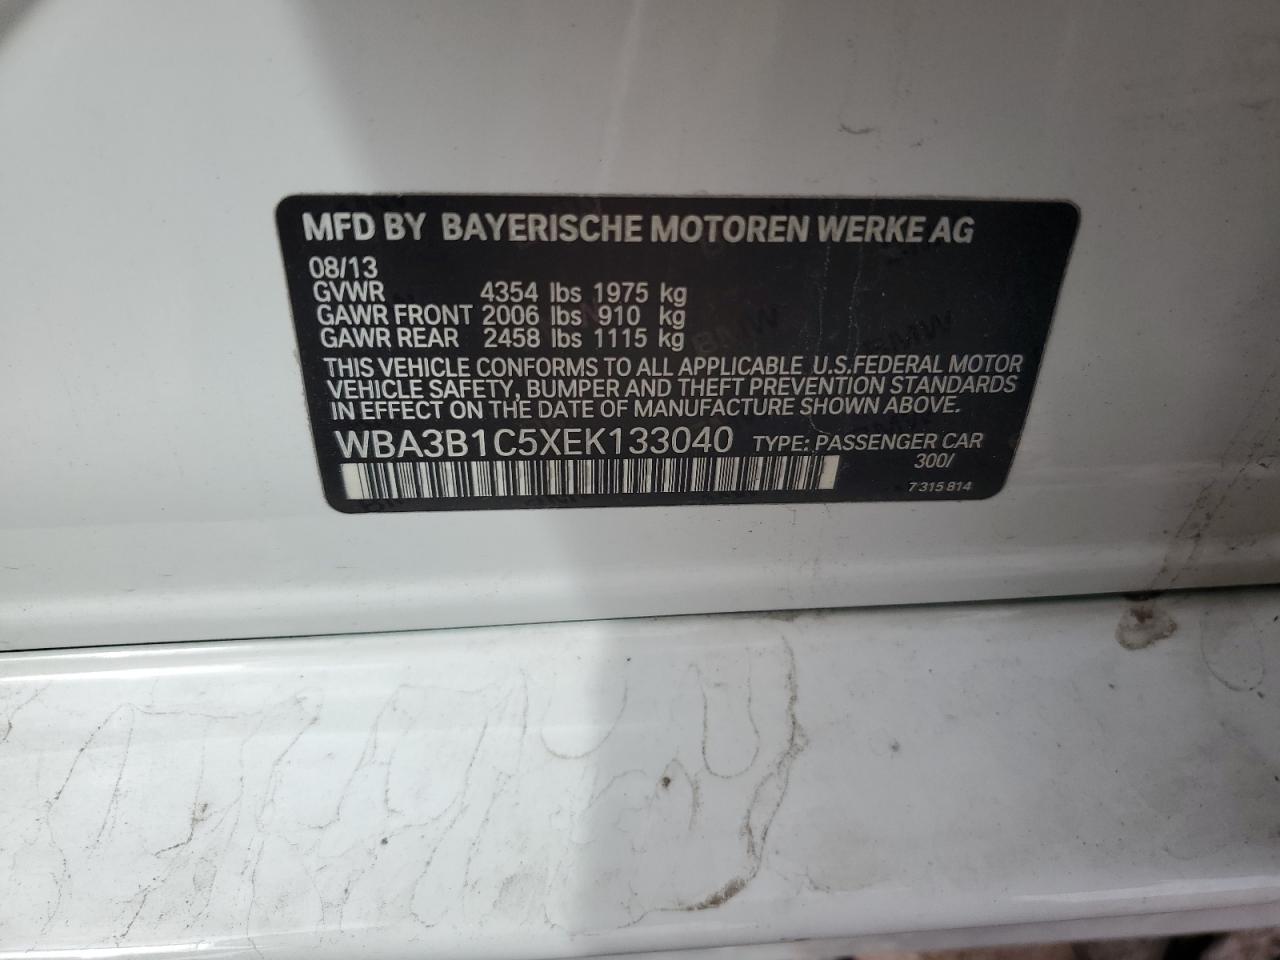 MFD BY BAYERISCHE MOTOREN WERKE AG
08/13
GVWR 4354 lbs 1975 kg
GAWR FRONT 2006 lbs 910 kg
GAWR REAR 2458 lbs 1115 kg
THIS VEHICLE CONFORMS TO ALL APPLICABLE U.S.FEDERAL MOTOR
VEHICLE SAFETY, BUMPER AND THEFT PREVENTION STANDARDS
IN EFFECT ON THE DATE OF MANUFACTURE SHOWN ABOVE.
WBA3B1C5XEK133040 TYPE: PASSENGER CAR
300/
7 315 814